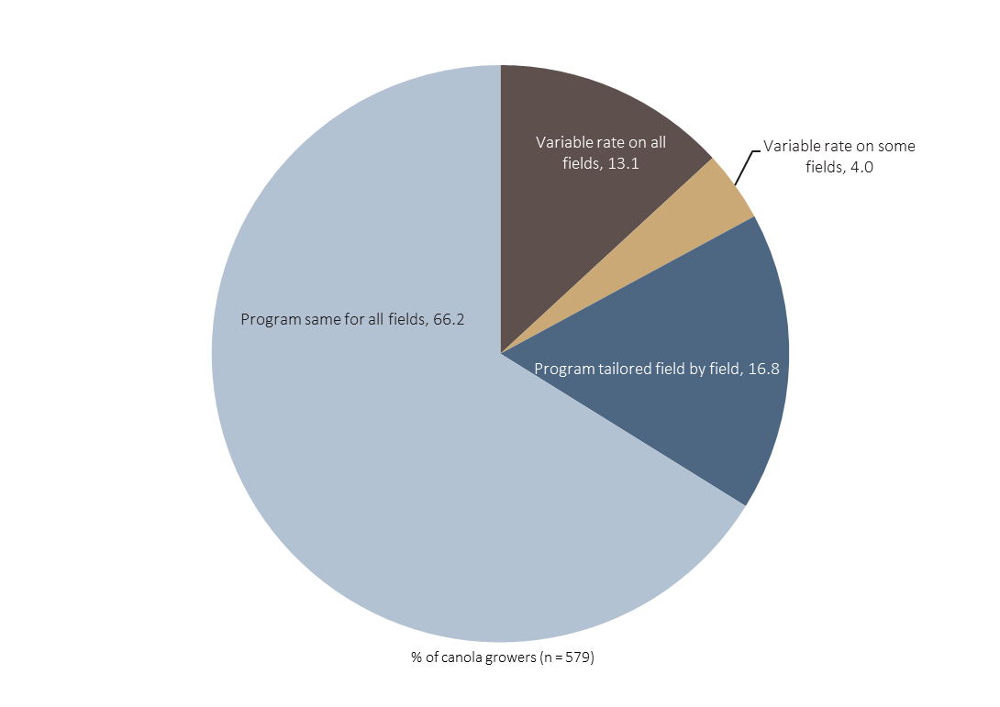 Variable rate on all
fields, 13.1
Variable rate on some
fields, 4.0
Program same for all fields, 66.2
Program tailored field by field, 16.8
% of canola growers (n = 579)